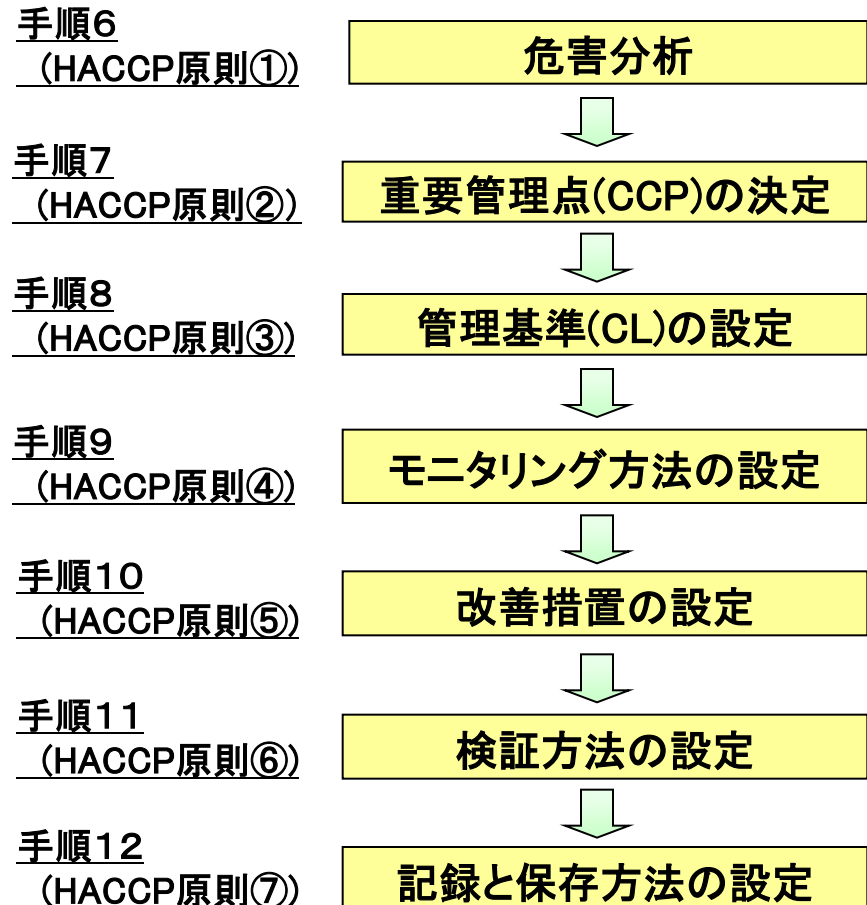 手順6
(HACCP原則①)
危害分析
手順7
(HACCP原則②)
重要管理点(CCP)の決定
手順8
(HACCP原則③)
管理基準(CL)の設定
手順9
(HACCP原則④)
モニタリング方法の設定
手順10
(HACCP原則⑤)
改善措置の設定
手順11
(HACCP原則⑥)
検証方法の設定
手順12
(HACCP原則⑦)
記録と保存方法の設定